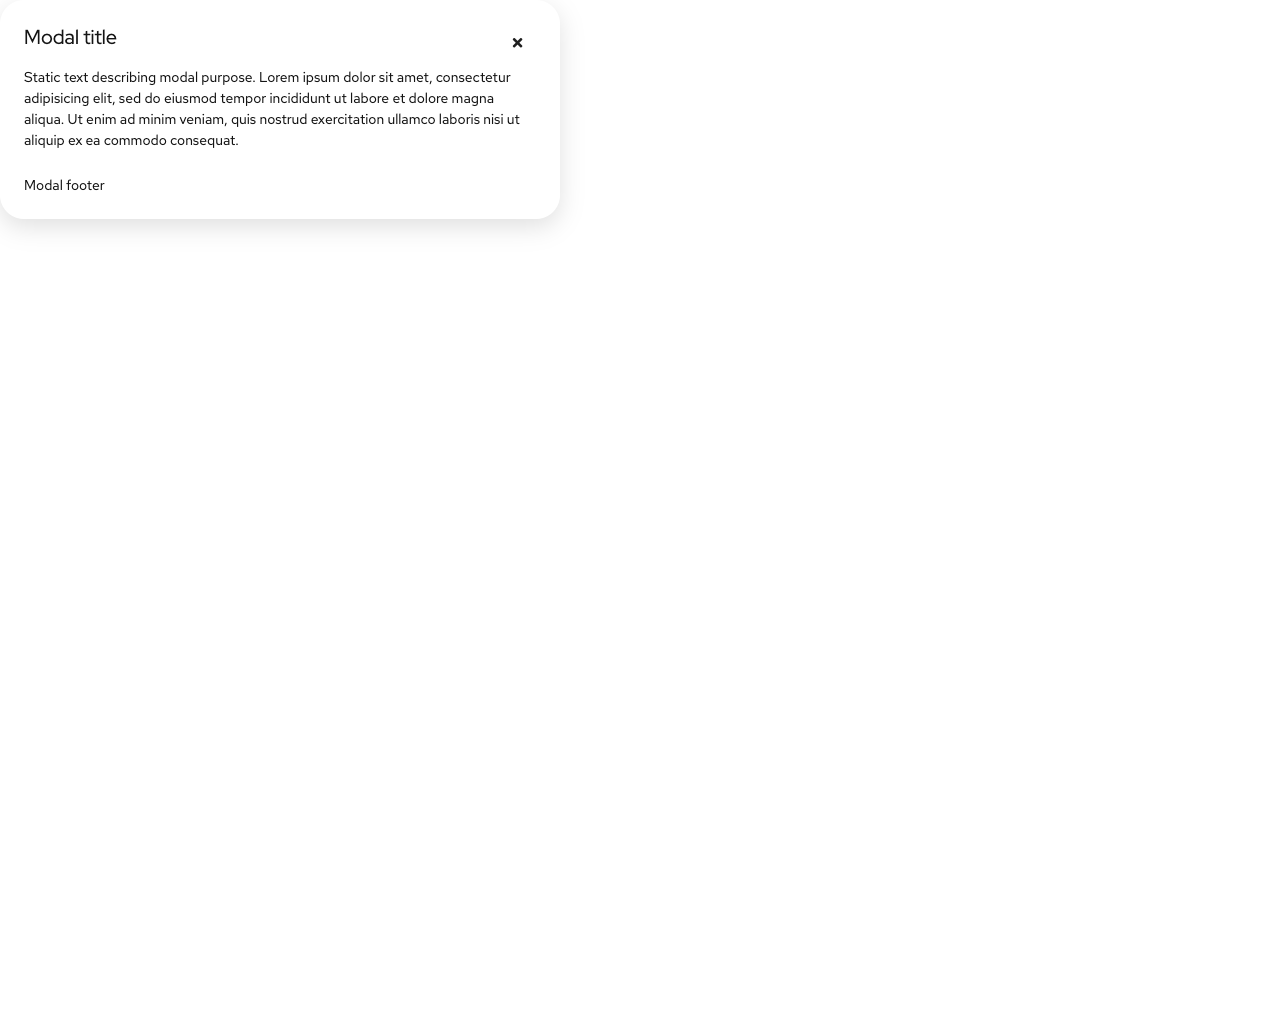 Modal title
Static text describing modal purpose. Lorem ipsum dolor sit amet, consectetur
adipisicing elit, sed do eiusmod tempor incididunt ut labore et dolore magna
aliqua. Ut enim ad minim veniam, quis nostrud exercitation ullamco laboris nisi ut
aliquip ex ea commodo consequat.
Modal footer